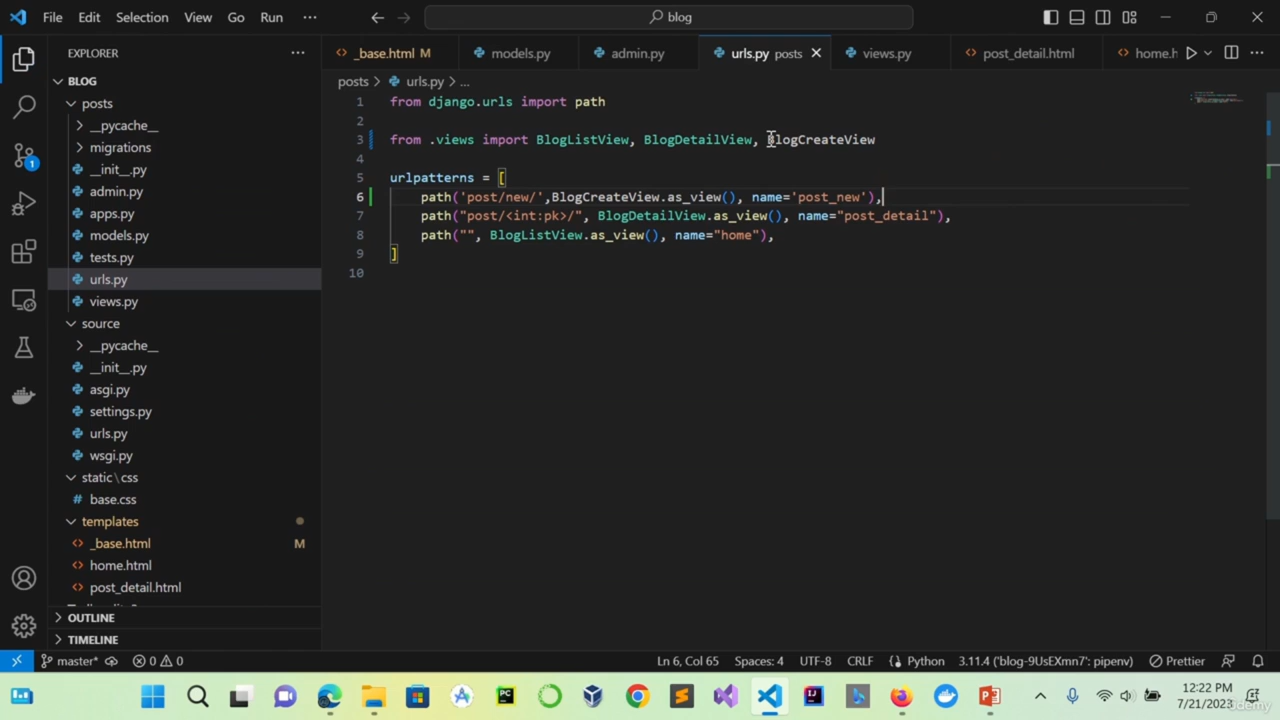 File Edit Selection View Go Run ··· blog
EXPLORER ···
_base.html M models.py admin.py urls.py posts views.py post_detail.html home.h
BLOG
posts > urls.py > ...
posts
__pycache__
migrations
__init__.py
admin.py
apps.py
models.py
tests.py
urls.py
views.py
source
__pycache__
__init__.py
asgi.py
settings.py
urls.py
wsgi.py
static\css
# base.css
templates
_base.html M
home.html
post_detail.html
OUTLINE
TIMELINE
1 from django.urls import path
2
3 from .views import BlogListView, BlogDetailView, BlogCreateView
4
5 urlpatterns = [
6 path('post/new/',BlogCreateView.as_view(), name='post_new'),
7 path("post/<int:pk>/", BlogDetailView.as_view(), name="post_detail"),
8 path("", BlogListView.as_view(), name="home"),
9 ]
10
1
master* 0 0 Ln 6, Col 65 Spaces: 4 UTF-8 CRLF Python 3.11.4 ('blog-9UsEXmn7': pipenv) Prettier
PC
12:22 PM
7/21/2023
Udemy